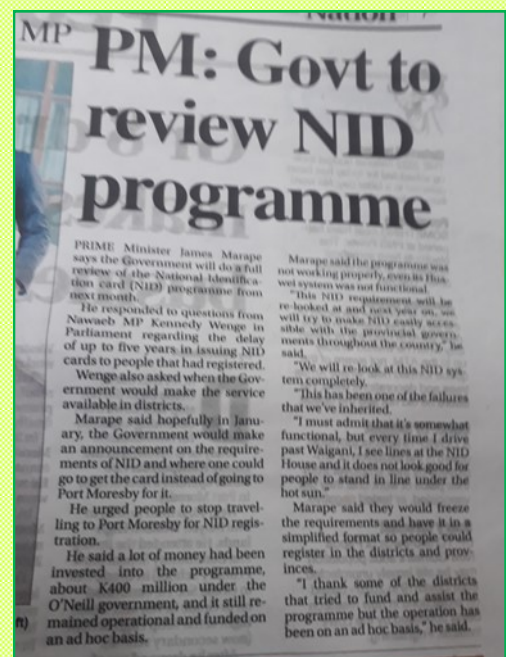 Nation
MP
PM: Govt to
review NID
programme
PRIME Minister James Marape
says the Government will do a full
review of the National Identifica-
tion card (NID) programme from
next month.
He responded to questions from
Nawaeb MP Kennedy Wenge in
Parliament regarding the delay
of up to five years in issuing NID
cards to people that had registered.
Wenge also asked when the Gov-
ernment would make the service
available in districts.
Marape said hopefully in Janu-
ary, the Government would make
an announcement on the require-
ments of NID and where one could
go to get the card instead of going to
Port Moresby for it.
He urged people to stop travel-
ling to Port Moresby for NID regis-
tration.
He said a lot of money had been
invested into the programme,
about K400 million under the
O'Neill government, and it still re-
mained operational and funded on
an ad hoc basis.
Marape said the programme was
not working properly, even its Hua-
wei system was not functional.
"This NID requirement will be
re-looked at and next year on, we
will try to make NID easily acces-
sible with the provincial govern-
ments throughout the country," he
said.
"We will re-look at this NID sys-
tem completely.
"This has been one of the failures
that we've inherited.
"I must admit that it's somewhat
functional, but every time I drive
past Waigani, I see lines at the NID
House and it does not look good for
people to stand in line under the
hot sun."
Marape said they would freeze
the requirements and have it in a
simplified format so people could
register in the districts and prov-
inces.
"I thank some of the districts
that tried to fund and assist the
programme but the operation has
been on an ad hoc basis," he said.